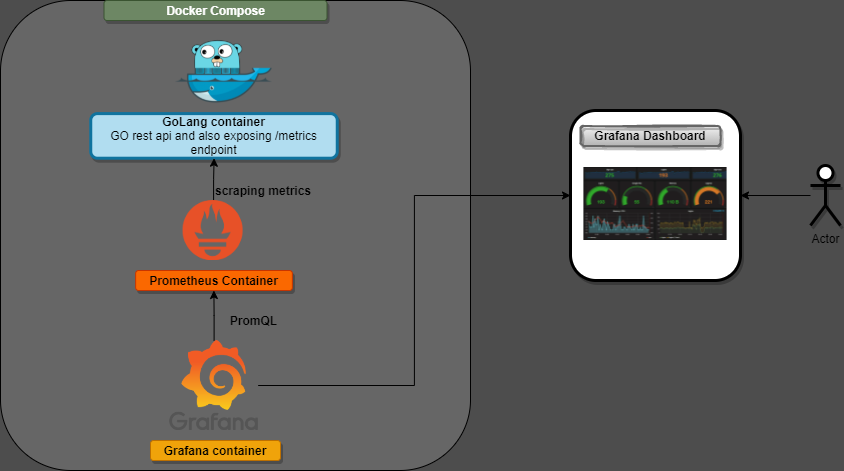 Docker Compose
GoLang container
GO rest api and also exposing /metrics
endpoint
scraping metrics
Prometheus Container
PromQL
Grafana
Grafana container
Grafana Dashboard
Actor